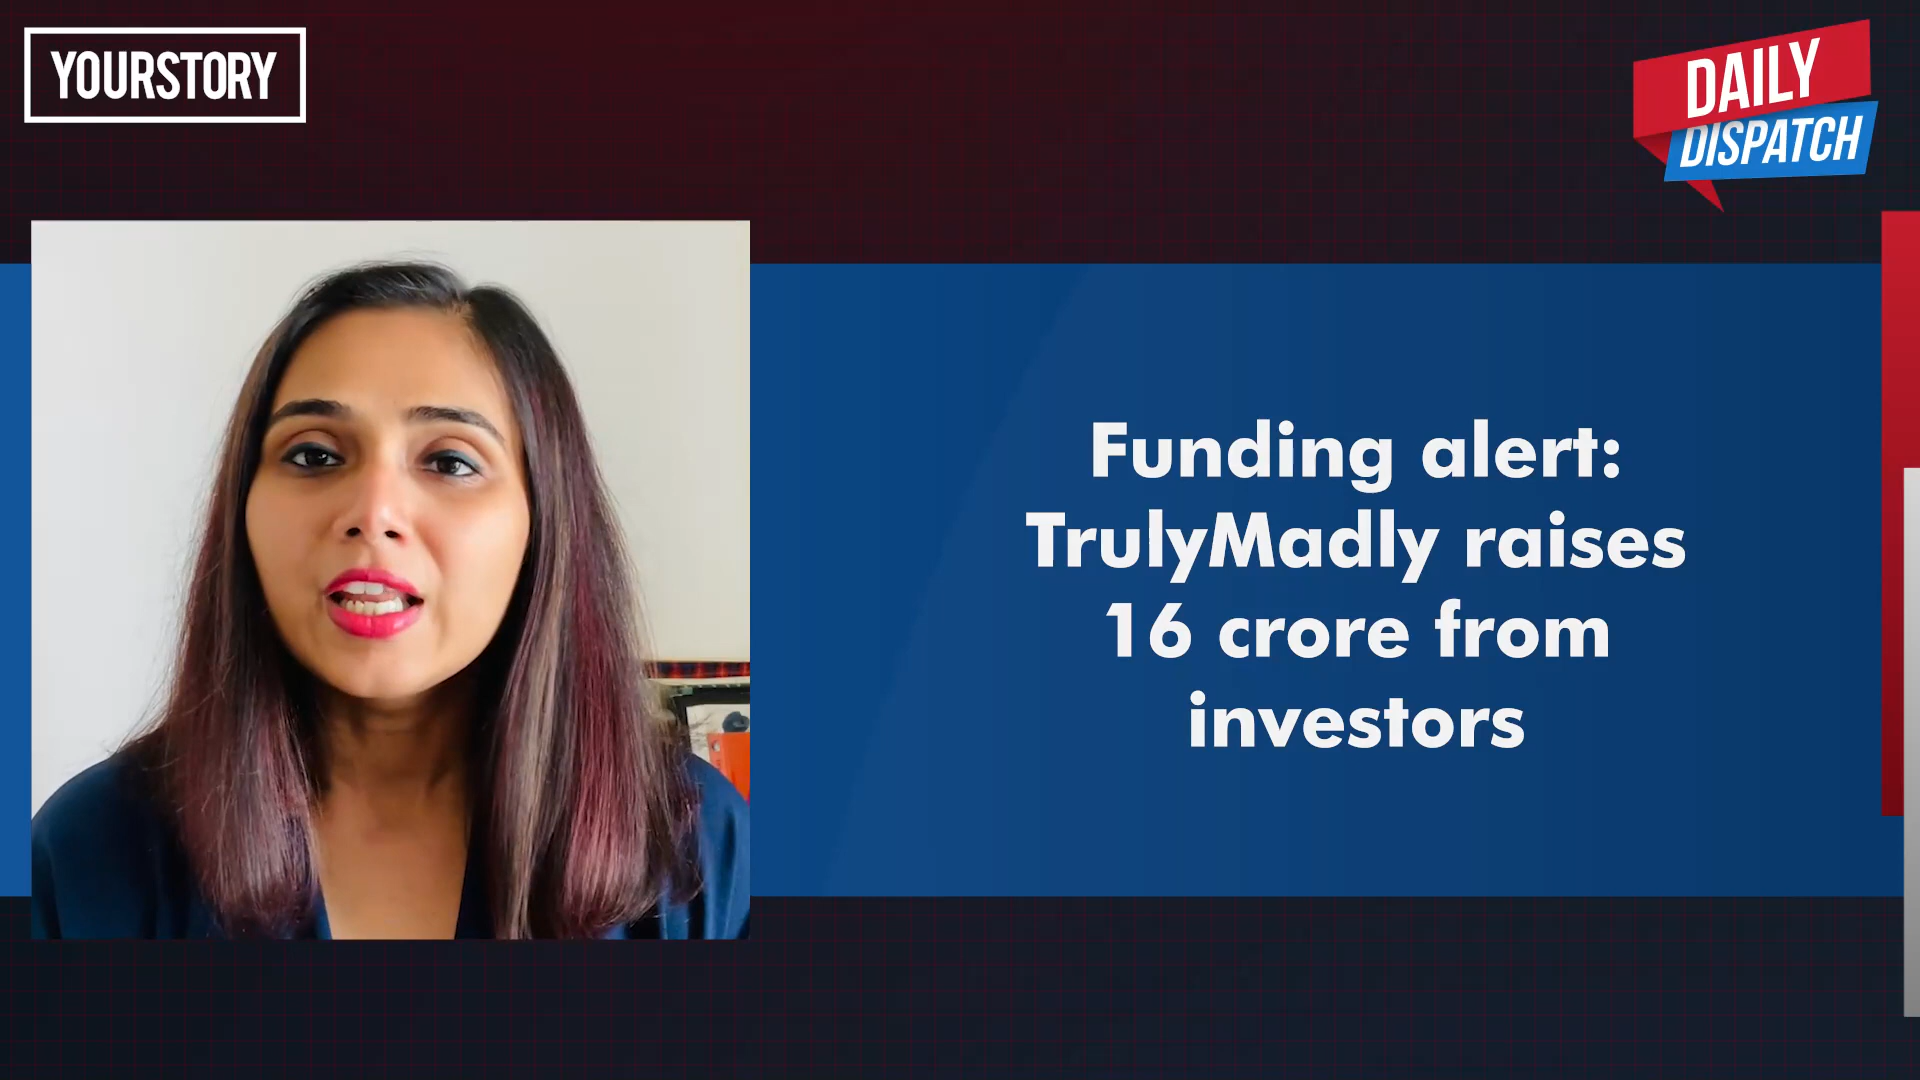 YOURSTORY
DAILY
DISPATCH
Funding alert:
TrulyMadly raises
16 crore from
investors